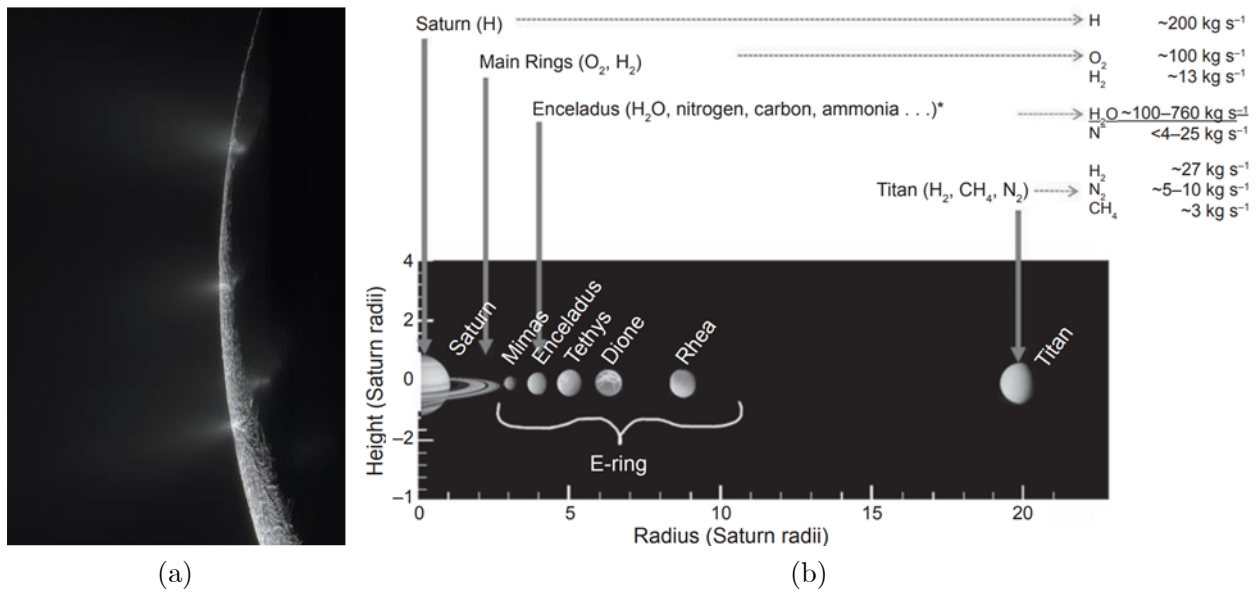 Saturn (H)
H ~200 kg s⁻¹
Main Rings (O₂, H₂)
O₂ ~100 kg s⁻¹
H₂ ~13 kg s⁻¹
Enceladus (H₂O, nitrogen, carbon, ammonia . . .)*
H₂O ~100–760 kg s⁻¹
N <4–25 kg s⁻¹
H₂ ~27 kg s⁻¹
Titan (H₂, CH₄, N₂)
N₂ ~5–10 kg s⁻¹
CH₄ ~3 kg s⁻¹
4
2
0
−2
−1
Height (Saturn radii)
Saturn
Mimas
Enceladus
Tethys
Dione
Rhea
Titan
E-ring
0 5 10 15 20
Radius (Saturn radii)
(a) (b)